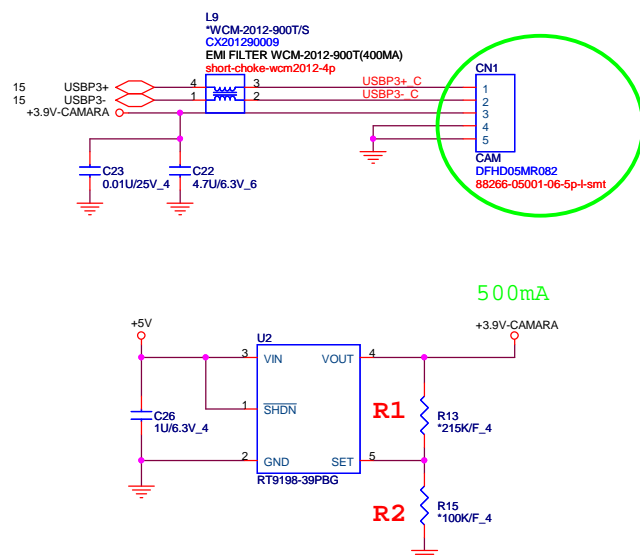 L9
*WCM-2012-900T/S
CX201290009
EMI FILTER WCM-2012-900T(400MA)
short-choke-wcm2012-4p
CN1
15 USBP3+ 4 3 USBP3+_C 1
15 USBP3- 1 2 USBP3-_C 2
+3.9V-CAMARA 3
4
5
CAM
DFHD05MR082
88266-05001-06-5p-l-smt
C23
0.01U/25V_4
C22
4.7U/6.3V_6
500mA
+5V
+3.9V-CAMARA
U2
3 VIN VOUT 4
1 SHDN
R1
R13
*215K/F_4
C26
1U/6.3V_4
2 GND SET 5
RT9198-39PBG
R2
R15
*100K/F_4